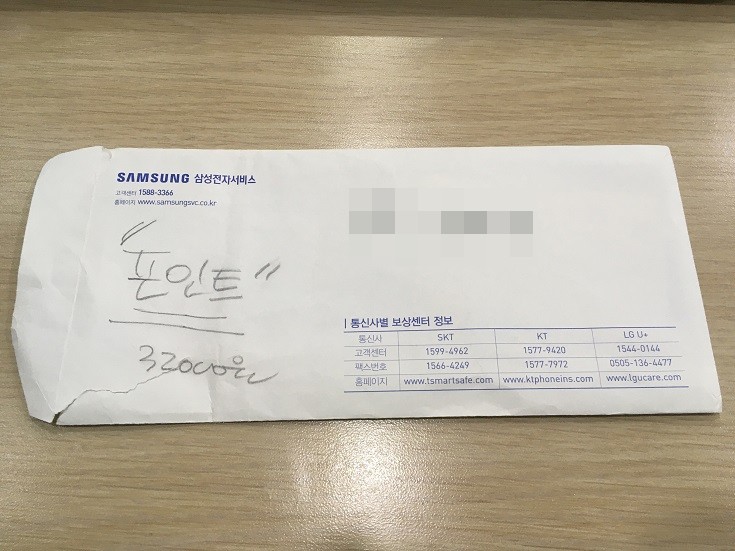 SAMSUNG 삼성전자서비스
고객센터 1588-3366
홈페이지 www.samsungsvc.co.kr
"포인트"
32000원
통신사별 보상센터 정보
통신사 SKT KT LG U+
고객센터 1599-4962 1577-9420 1544-0144
팩스번호 1566-4249 1577-7972 0505-136-4477
홈페이지 www.tsmartsafe.com www.ktphoneins.com www.lgucare.com